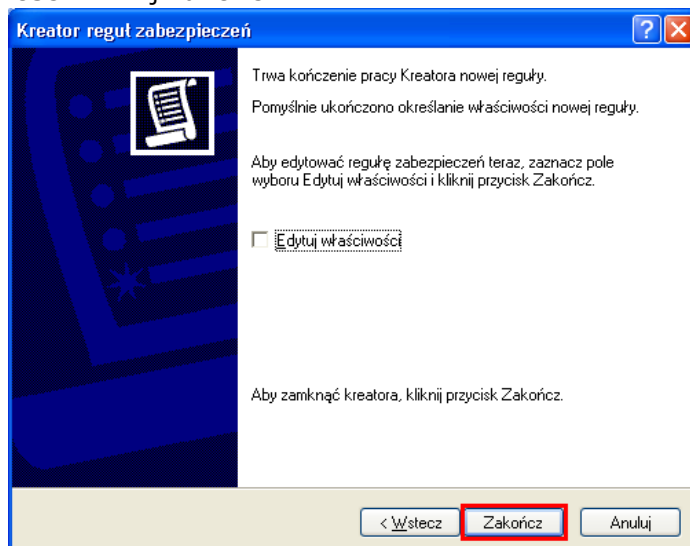 Kreator reguł zabezpieczeń
Trwa kończenie pracy Kreatora nowej reguły.
Pomyślnie ukończono określanie właściwości nowej reguły.
Aby edytować regułę zabezpieczeń teraz, zaznacz pole
wyboru Edytuj właściwości i kliknij przycisk Zakończ.
Edytuj właściwości
Aby zamknąć kreatora, kliknij przycisk Zakończ.
< Wstecz Zakończ Anuluj